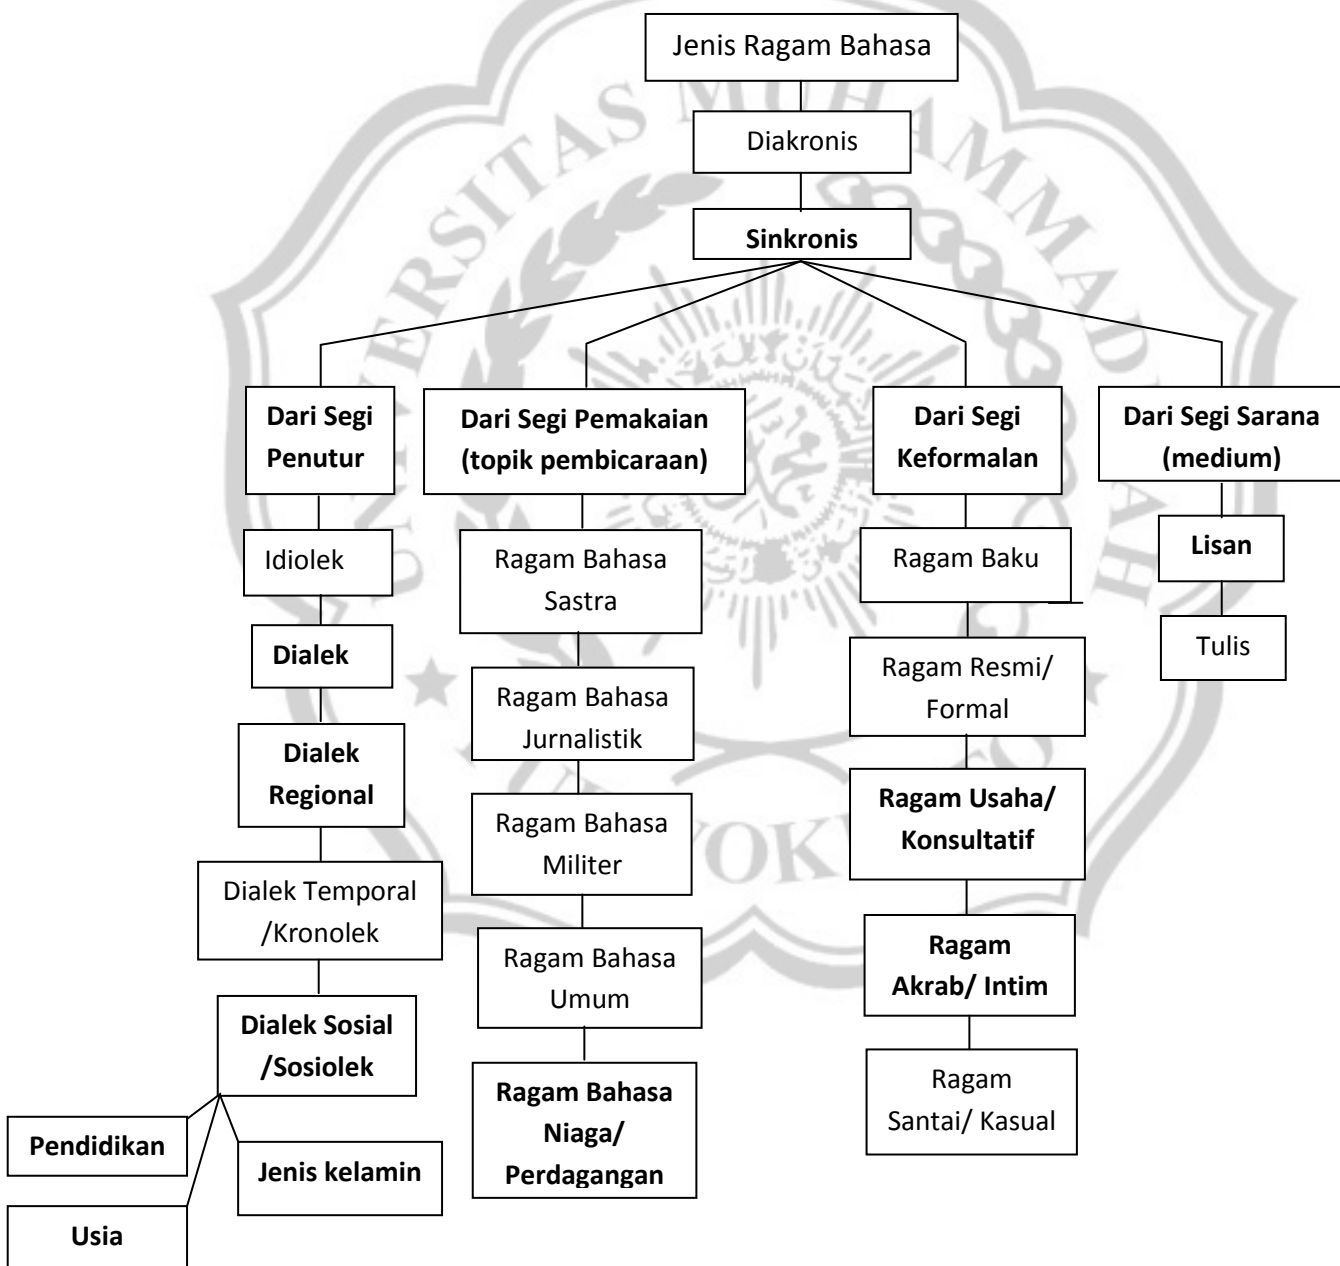 Jenis Ragam Bahasa
Diakronis
Sinkronis
Dari Segi
Penutur
Dari Segi Pemakaian
(topik pembicaraan)
Dari Segi
Keformalan
Dari Segi Sarana
(medium)
Idiolek
Dialek
Dialek
Regional
Dialek Temporal
/Kronolek
Dialek Sosial
/Sosiolek
Pendidikan
Jenis kelamin
Usia
Ragam Bahasa
Sastra
Ragam Bahasa
Jurnalistik
Ragam Bahasa
Militer
Ragam Bahasa
Umum
Ragam Bahasa
Niaga/
Perdagangan
Ragam Baku
Ragam Resmi/
Formal
Ragam Usaha/
Konsultatif
Ragam
Akrab/ Intim
Ragam
Santai/ Kasual
Lisan
Tulis
UNIVERSITAS MUHAMMADIYAH